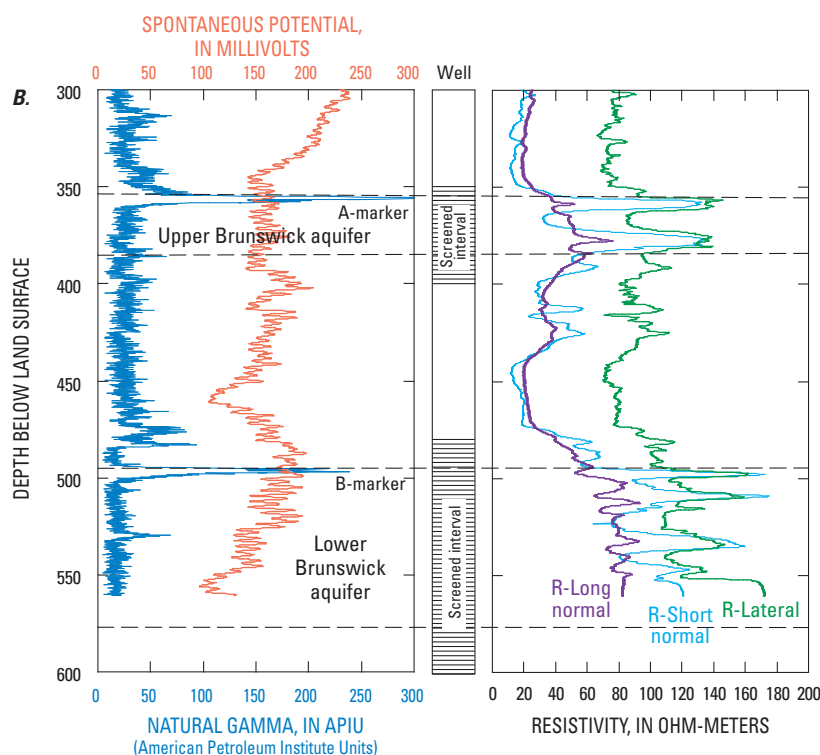 SPONTANEOUS POTENTIAL,
IN MILLIVOLTS
0 50 100 150 200 250 300
Well
B.
300
350
400
450
500
550
600
DEPTH BELOW LAND SURFACE
A-marker
Upper Brunswick aquifer
B-marker
Lower
Brunswick
aquifer
Screened
interval
Screened interval
R-Long
normal
R-Short
normal
R-Lateral
0 50 100 150 200 250 300
0 20 40 60 80 100 120 140 160 180 200
NATURAL GAMMA, IN APIU
(American Petroleum Institute Units)
RESISTIVITY, IN OHM-METERS